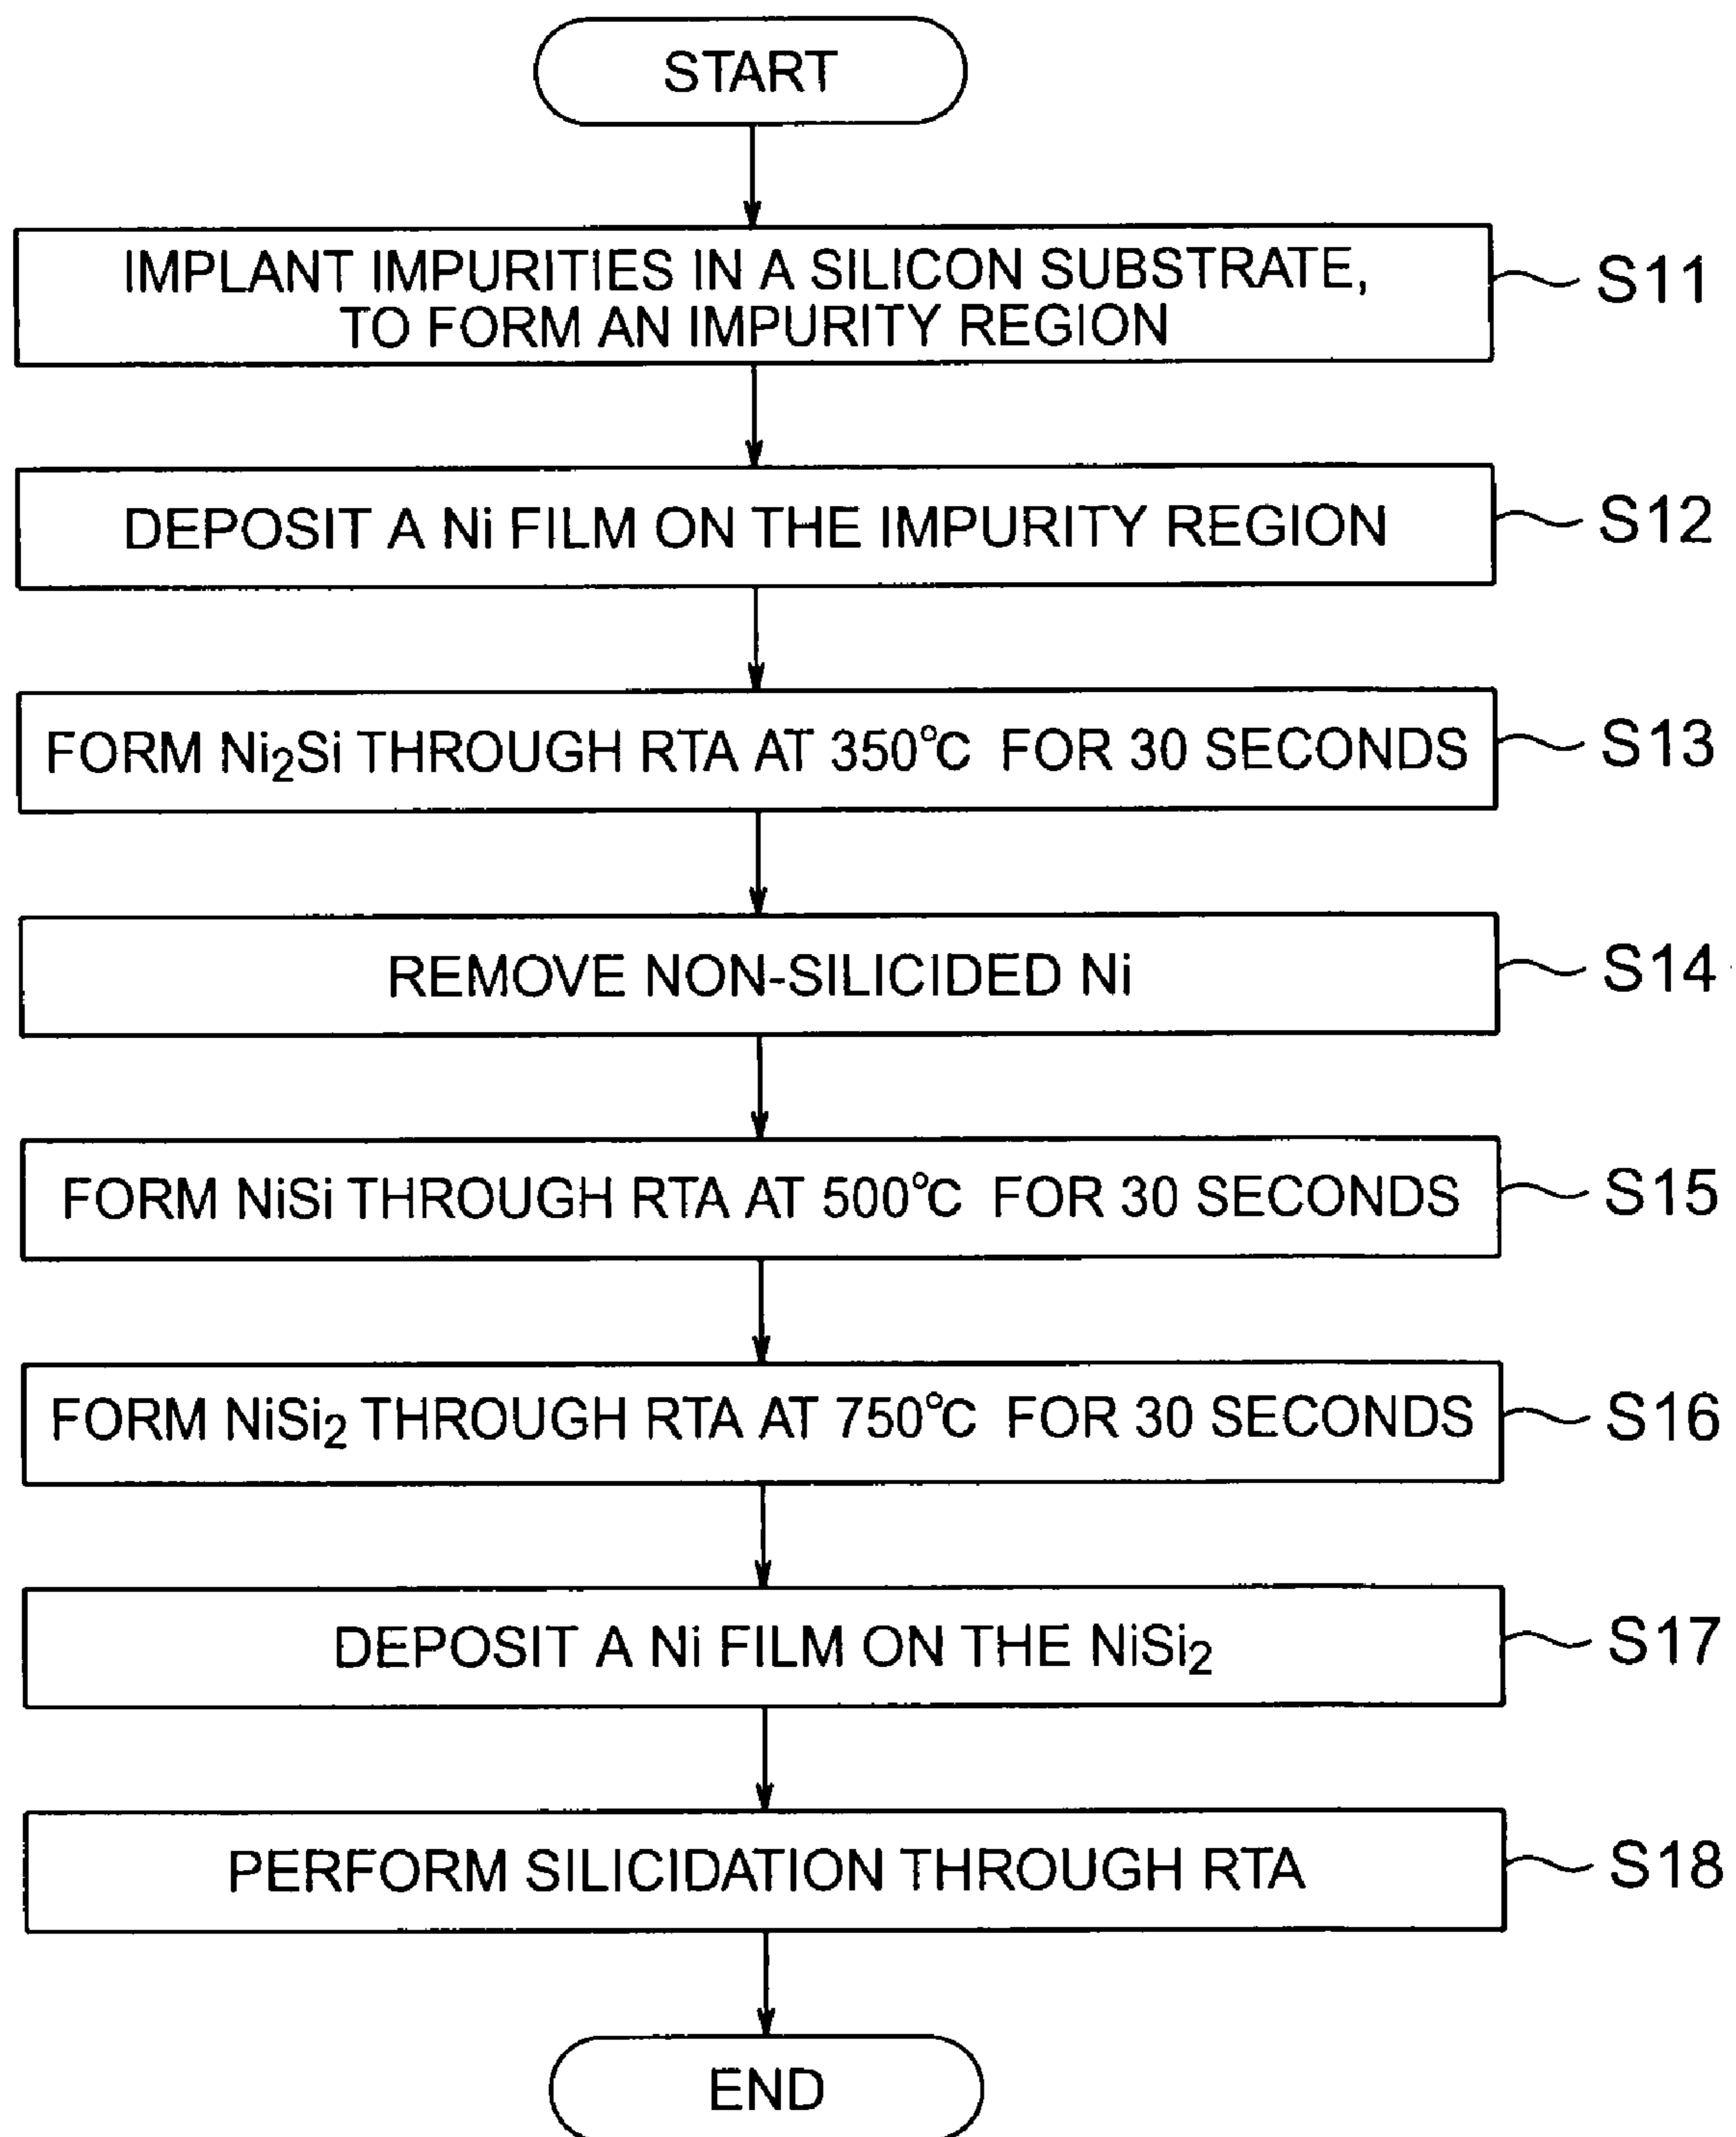 START
IMPLANT IMPURITIES IN A SILICON SUBSTRATE,
TO FORM AN IMPURITY REGION
S11
DEPOSIT A Ni FILM ON THE IMPURITY REGION
S12
FORM Ni₂Si THROUGH RTA AT 350°C FOR 30 SECONDS
S13
REMOVE NON-SILICIDED Ni
S14
FORM NiSi THROUGH RTA AT 500°C FOR 30 SECONDS
S15
FORM NiSi₂ THROUGH RTA AT 750°C FOR 30 SECONDS
S16
DEPOSIT A Ni FILM ON THE NiSi₂
S17
PERFORM SILICIDATION THROUGH RTA
S18
END